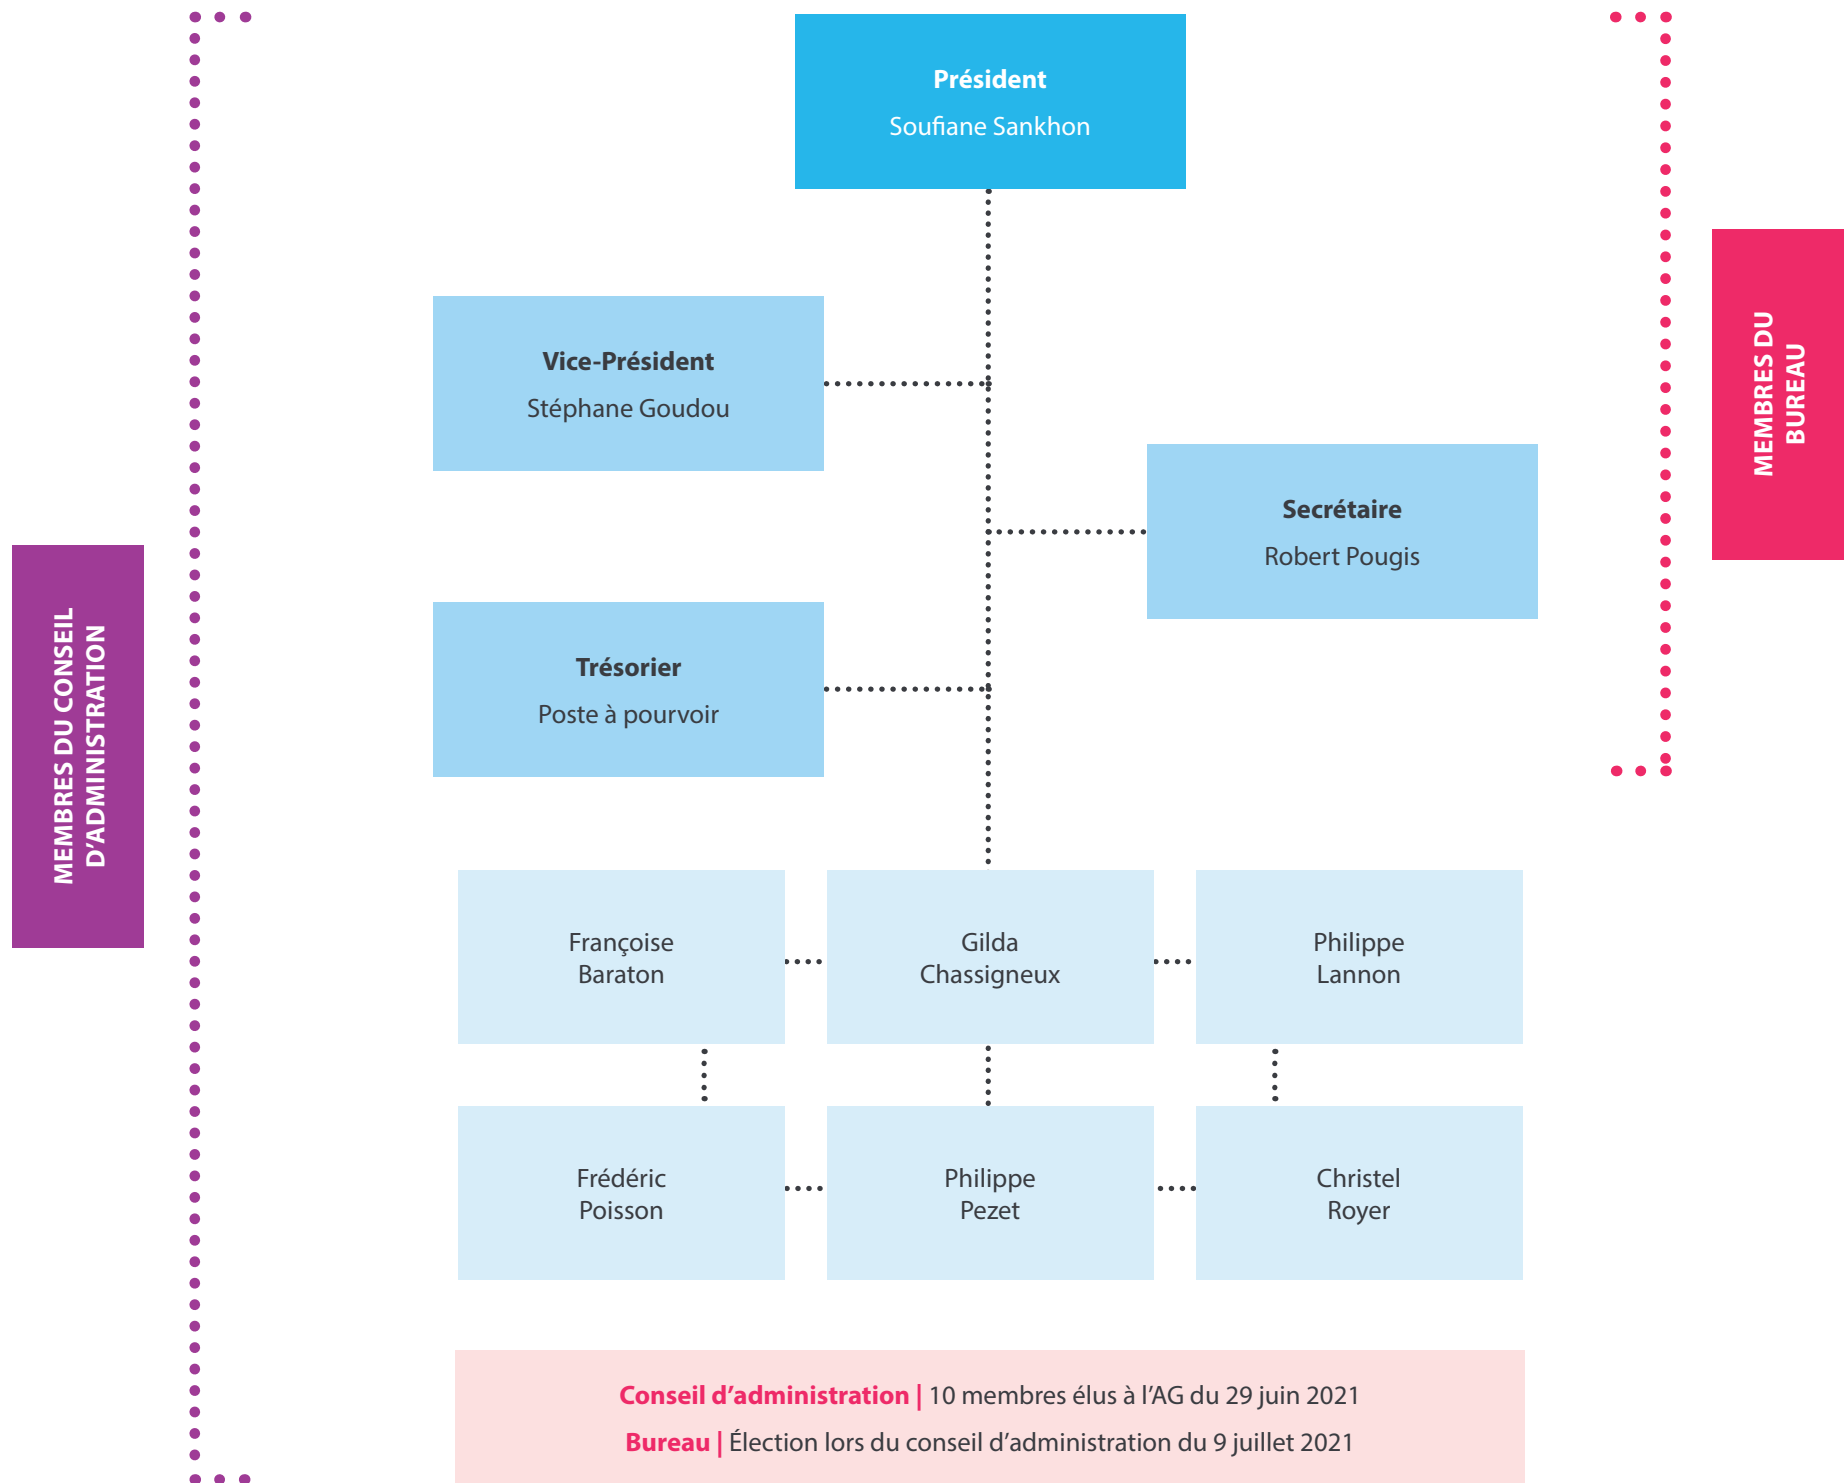 Président
Soufiane Sankhon
Vice-Président
Stéphane Goudou
Secrétaire
Robert Pougis
Trésorier
Poste à pourvoir
MEMBRES DU
BUREAU
MEMBRES DU CONSEIL
D’ADMINISTRATION
Françoise
Baraton
Gilda
Chassigneux
Philippe
Lannon
Frédéric
Poisson
Philippe
Pezet
Christel
Royer
Conseil d’administration | 10 membres élus à l’AG du 29 juin 2021
Bureau | Élection lors du conseil d’administration du 9 juillet 2021